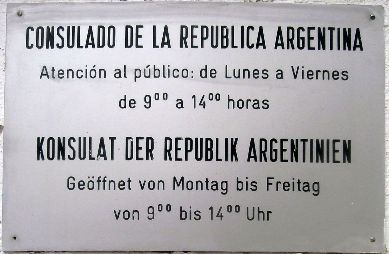 CONSULADO DE LA REPUBLICA ARGENTINA
Atención al público: de Lunes a Viernes
de 9⁰⁰ a 14⁰⁰ horas
KONSULAT DER REPUBLIK ARGENTINIEN
Geöffnet von Montag bis Freitag
von 9⁰⁰ bis 14⁰⁰ Uhr